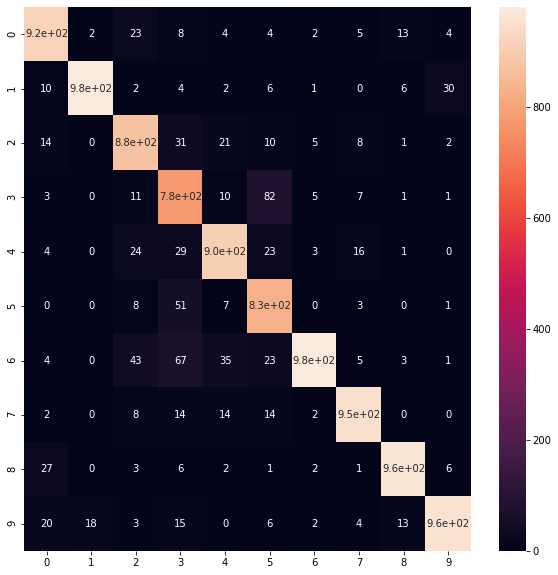 0 9.2e+02 2 23 8 4 4 2 5 13 4
1 10 9.8e+02 2 4 2 6 1 0 6 30
2 14 0 8.8e+02 31 21 10 5 8 1 2
3 3 0 11 7.8e+02 10 82 5 7 1 1
4 4 0 24 29 9.0e+02 23 3 16 1 0
5 0 0 8 51 7 8.3e+02 0 3 0 1
6 4 0 43 67 35 23 9.8e+02 5 3 1
7 2 0 8 14 14 14 2 9.5e+02 0 0
8 27 0 3 6 2 1 2 1 9.6e+02 6
9 20 18 3 15 0 6 2 4 13 9.6e+02
0 1 2 3 4 5 6 7 8 9
800
600
400
200
0